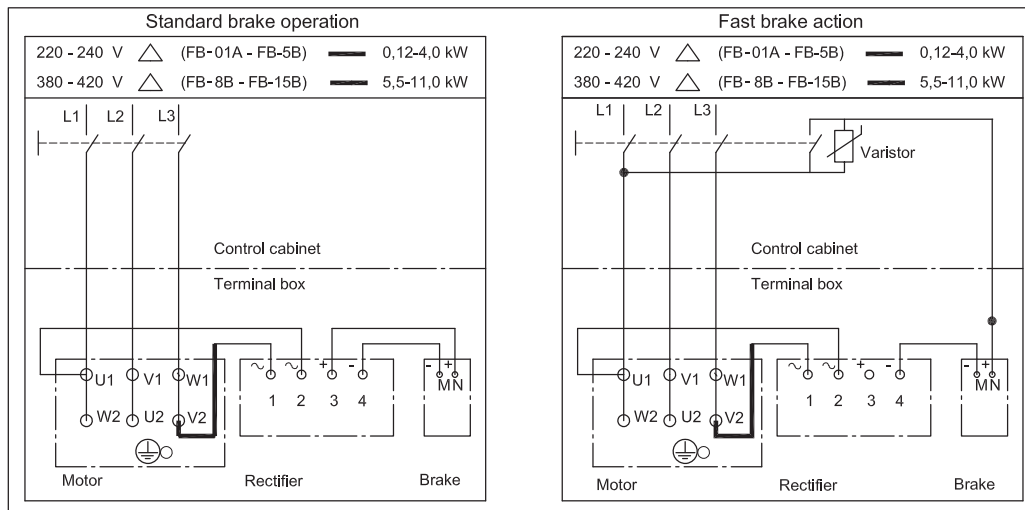 Standard brake operation
220 - 240 V (FB-01A - FB-5B) 0,12-4,0 kW
380 - 420 V (FB-8B - FB-15B) 5,5-11,0 kW
L1 L2 L3
Control cabinet
Terminal box
~ ~ + - - +
U1 V1 W1 MN
1 2 3 4
W2 U2 V2
Motor Rectifier Brake
Fast brake action
220 - 240 V (FB-01A - FB-5B) 0,12-4,0 kW
380 - 420 V (FB-8B - FB-15B) 5,5-11,0 kW
L1 L2 L3
Varistor
Control cabinet
Terminal box
~ ~ + - - +
U1 V1 W1 MN
1 2 3 4
W2 U2 V2
Motor Rectifier Brake